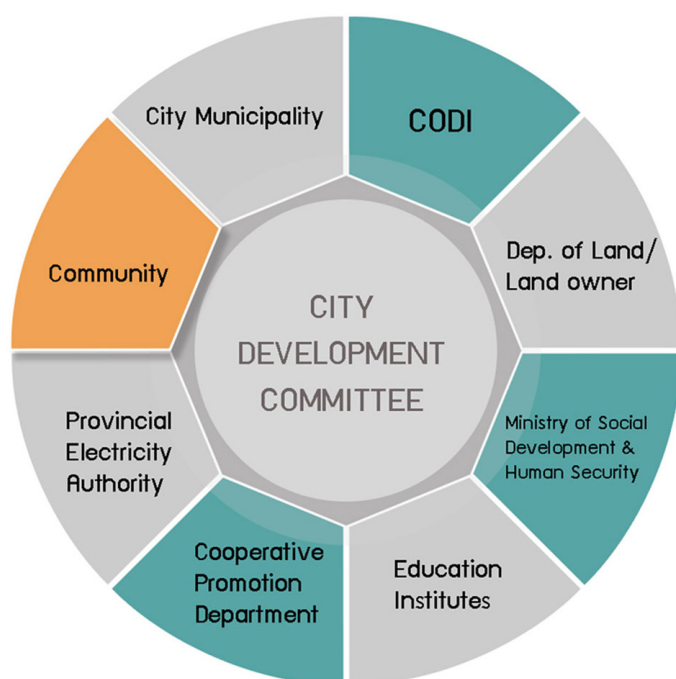 City Municipality
CODI
Dep. of Land/
Land owner
Ministry of Social
Development &
Human Security
Education
Institutes
Cooperative
Promotion
Department
Provincial
Electricity
Authority
Community
CITY
DEVELOPMENT
COMMITTEE